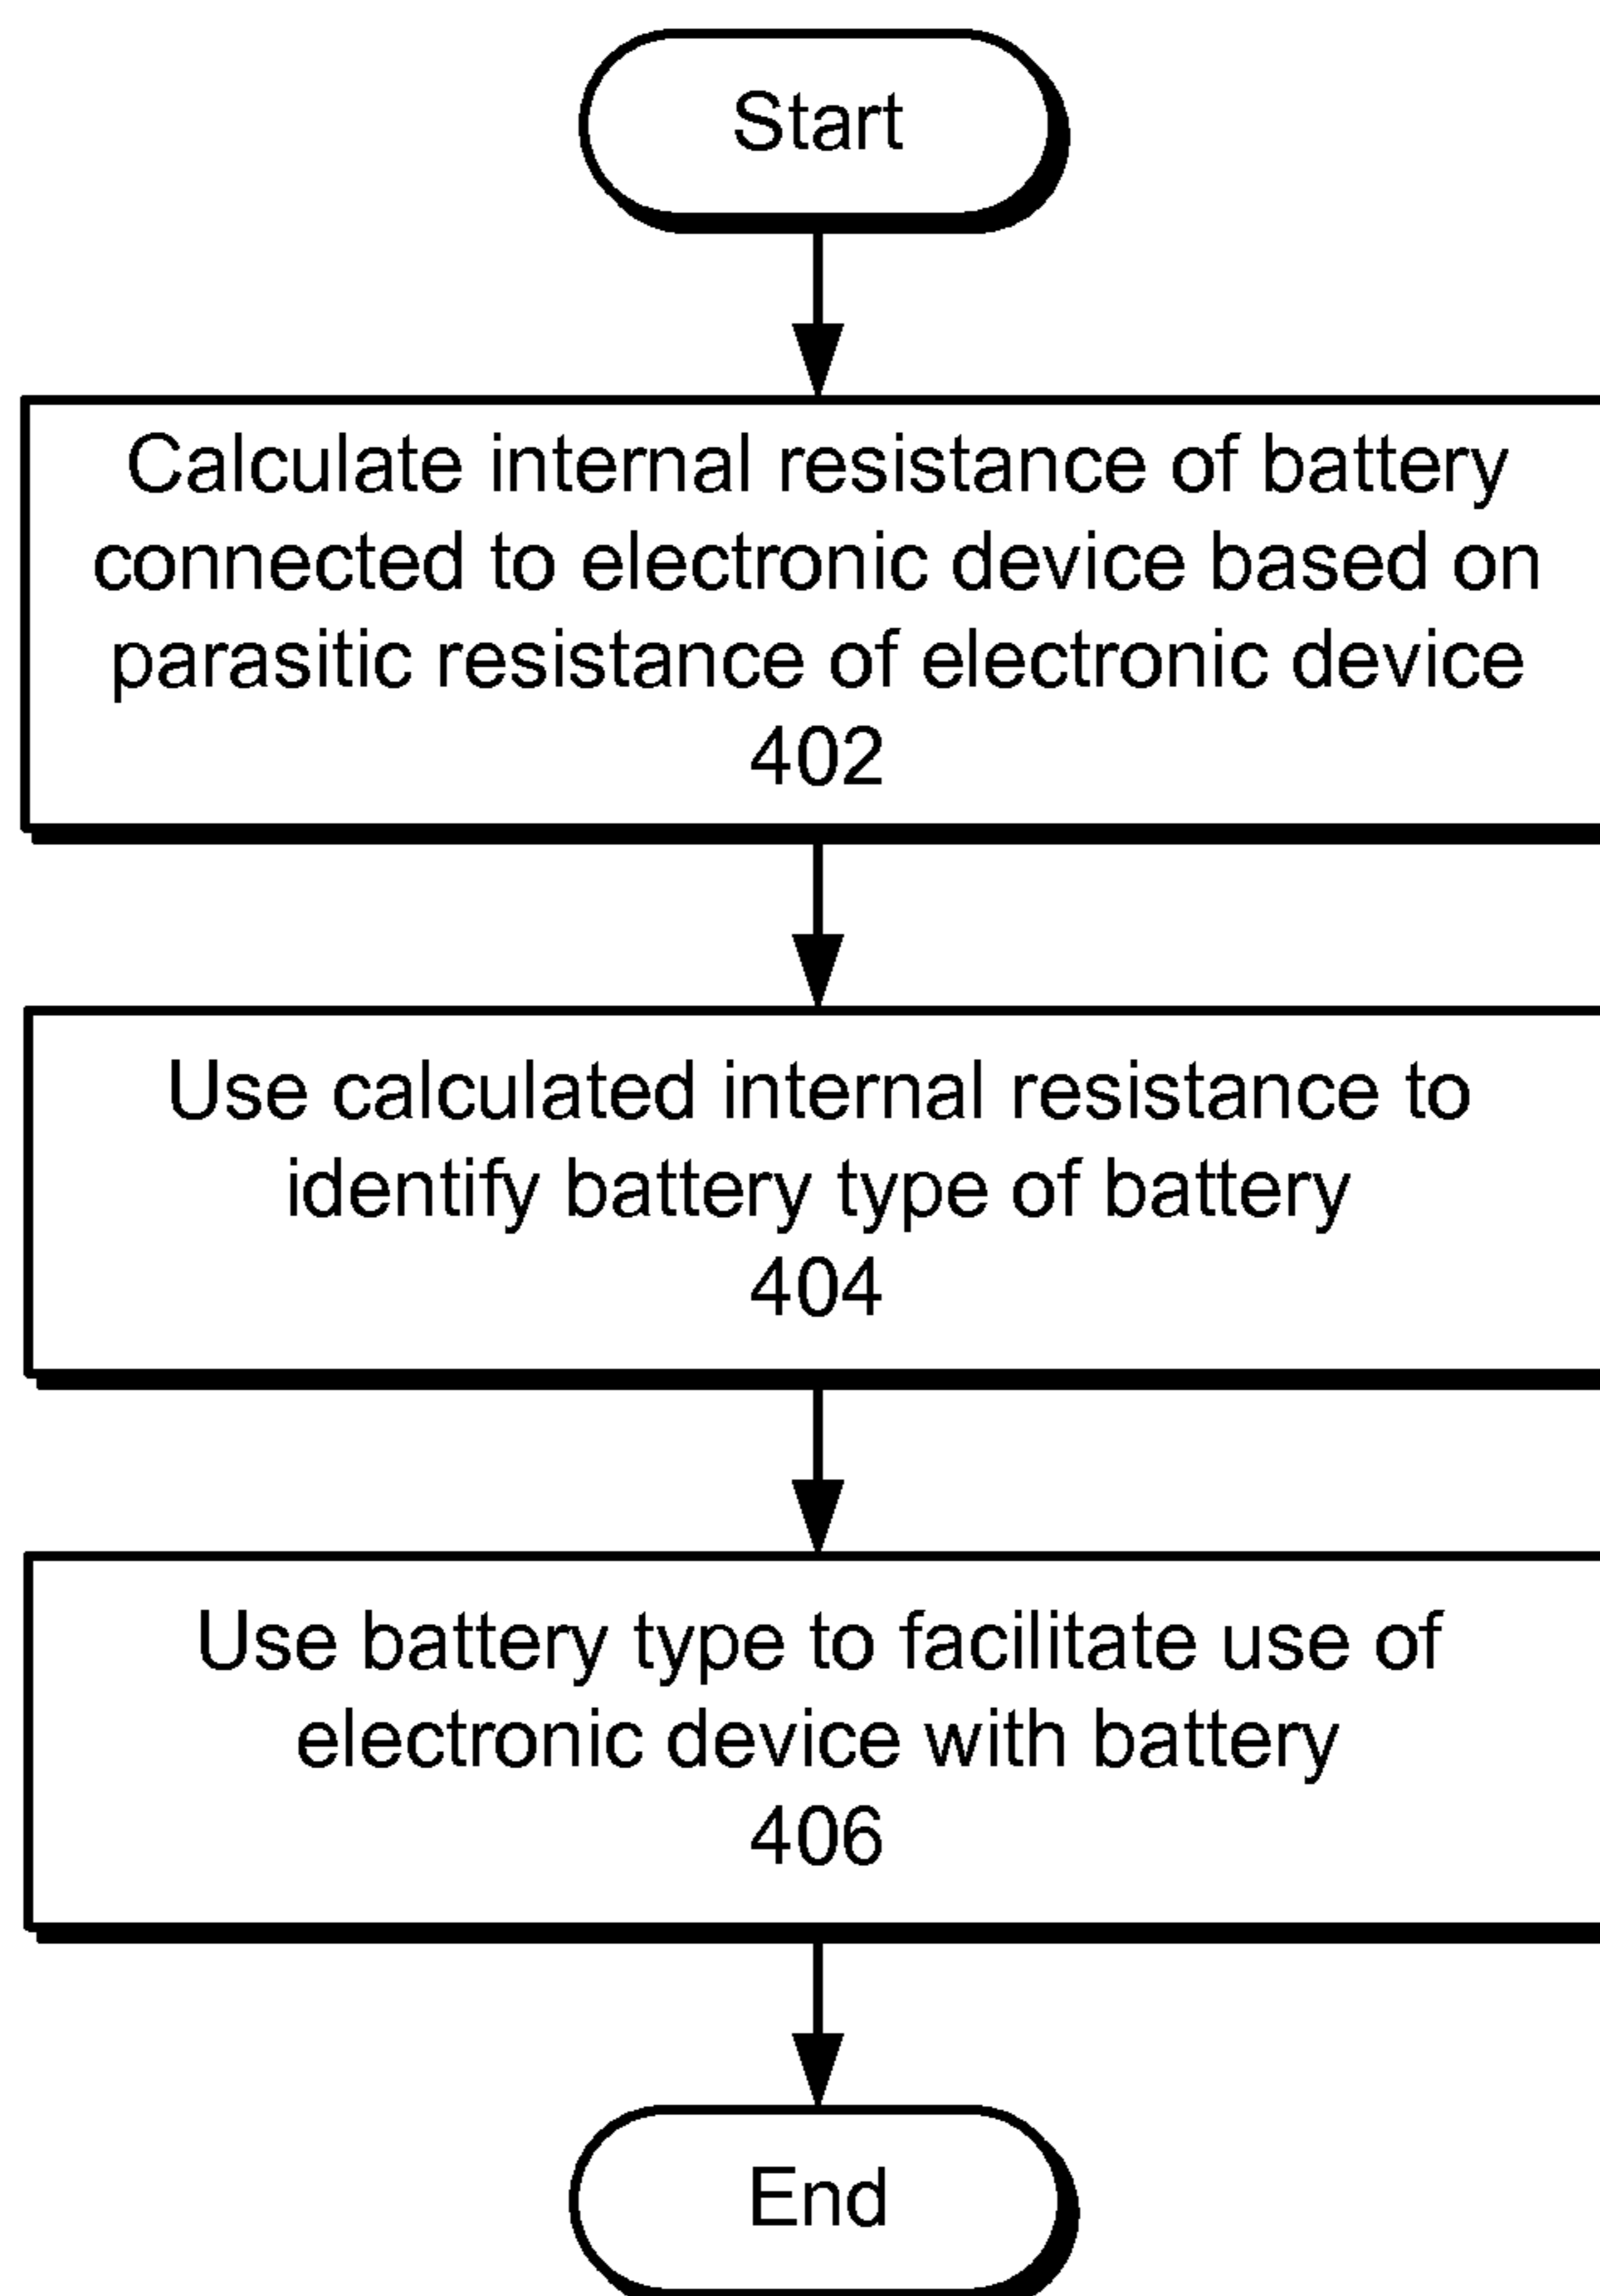 Start
Calculate internal resistance of battery
connected to electronic device based on
parasitic resistance of electronic device
402
Use calculated internal resistance to
identify battery type of battery
404
Use battery type to facilitate use of
electronic device with battery
406
End